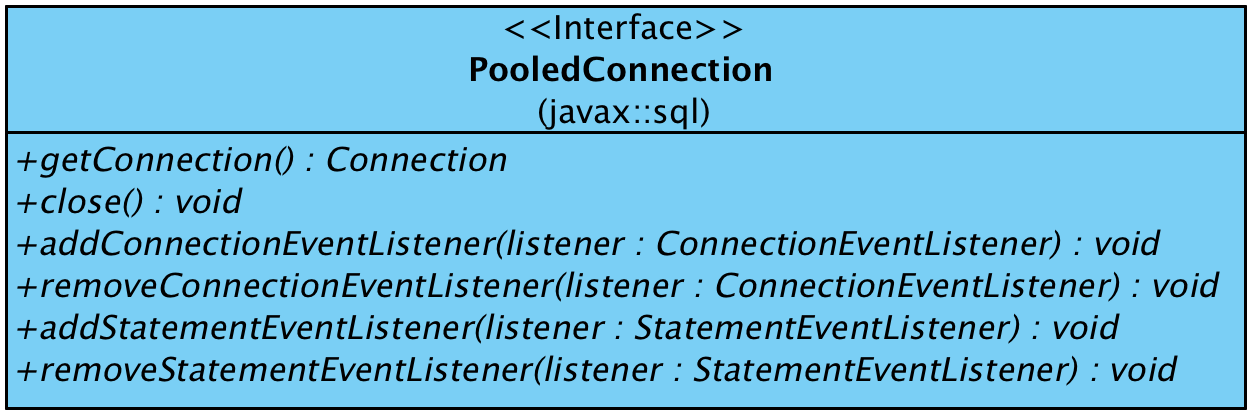 <<Interface>>
PooledConnection
(javax::sql)
+getConnection() : Connection
+close() : void
+addConnectionEventListener(listener : ConnectionEventListener) : void
+removeConnectionEventListener(listener : ConnectionEventListener) : void
+addStatementEventListener(listener : StatementEventListener) : void
+removeStatementEventListener(listener : StatementEventListener) : void